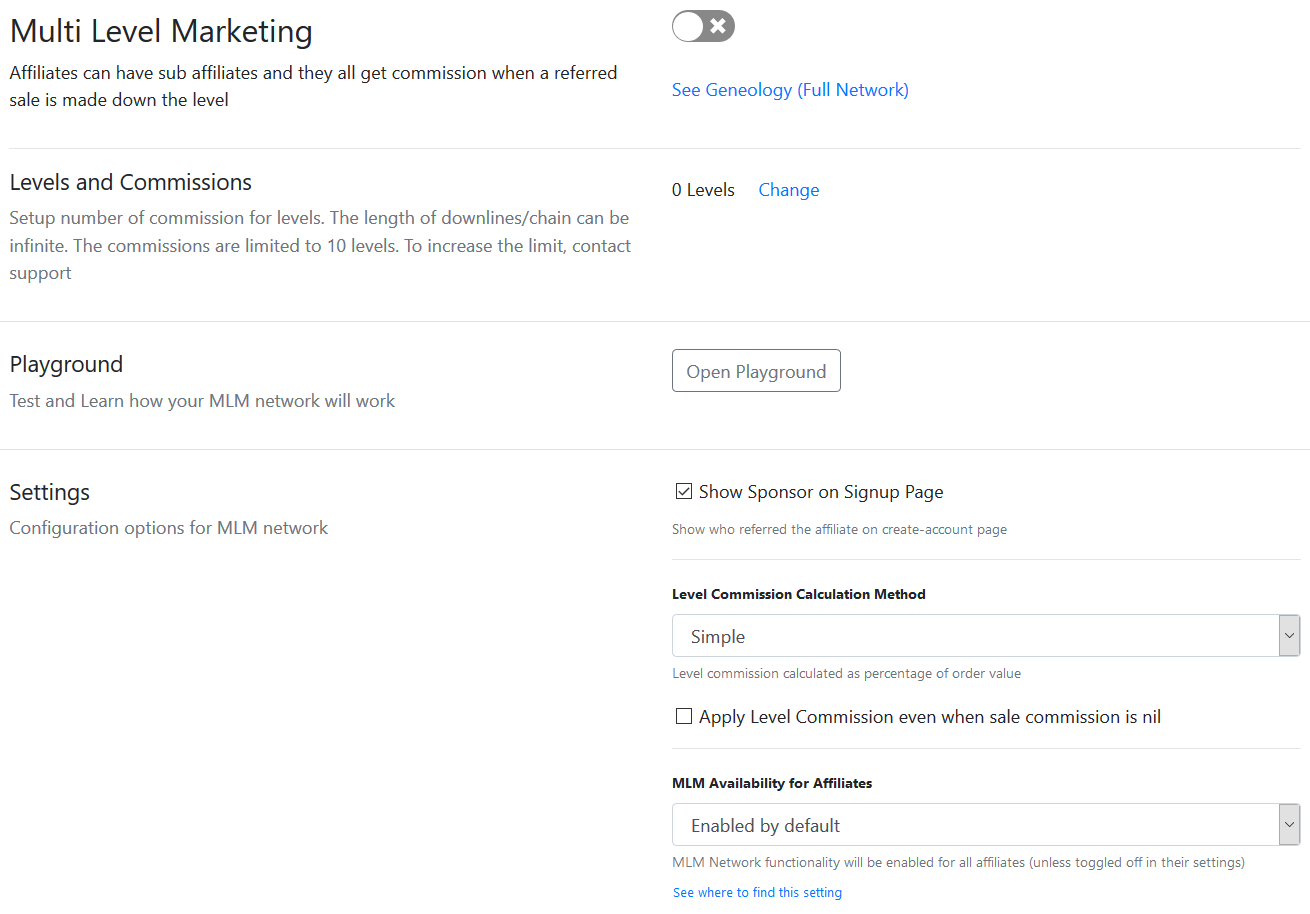 Multi Level Marketing
Affiliates can have sub affiliates and they all get commission when a referred
sale is made down the level
See Geneology (Full Network)
Levels and Commissions
Setup number of commission for levels. The length of downlines/chain can be
infinite. The commissions are limited to 10 levels. To increase the limit, contact
support
0 Levels Change
Playground
Test and Learn how your MLM network will work
Open Playground
Settings
Configuration options for MLM network
Show Sponsor on Signup Page
Show who referred the affiliate on create-account page
Level Commission Calculation Method
Simple
Level commission calculated as percentage of order value
Apply Level Commission even when sale commission is nil
MLM Availability for Affiliates
Enabled by default
MLM Network functionality will be enabled for all affiliates (unless toggled off in their settings)
See where to find this setting